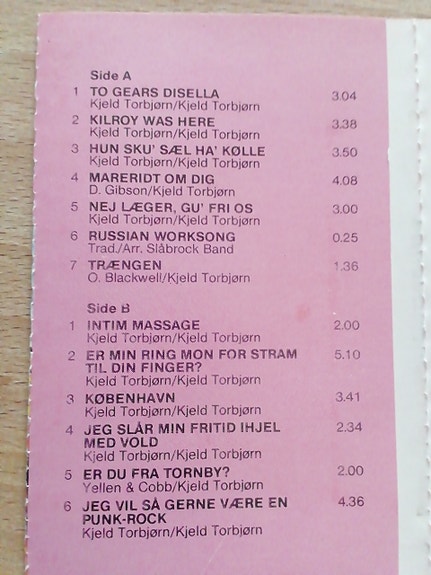 Side A
1 TO GEARS DISELLA 3.04
Kjeld Torbjørn/Kjeld Torbjørn
2 KILROY WAS HERE 3.38
Kjeld Torbjørn/Kjeld Torbjørn
3 HUN SKU' SÆL HA' KØLLE 3.50
Kjeld Torbjørn/Kjeld Torbjørn
4 MARERIDT OM DIG 4.08
D. Gibson/Kjeld Torbjørn
5 NEJ LÆGER, GU' FRI OS 3.00
Kjeld Torbjørn/Kjeld Torbjørn
6 RUSSIAN WORKSONG 0.25
Trad./Arr. Slåbrock Band
7 TRÆNGEN 1.36
O. Blackwell/Kjeld Torbjørn
Side B
1 INTIM MASSAGE 2.00
Kjeld Torbjørn/Kjeld Torbjørn
2 ER MIN RING MON FOR STRAM 5.10
TIL DIN FINGER?
Kjeld Torbjørn/Kjeld Torbjørn
3 KØBENHAVN 3.41
Kjeld Torbjørn/Kjeld Torbjørn
4 JEG SLÅR MIN FRITID IHJEL 2.34
MED VOLD
Kjeld Torbjørn/Kjeld Torbjørn
5 ER DU FRA TORNBY? 2.00
Yellen & Cobb/Kjeld Torbjørn
6 JEG VIL SÅ GERNE VÆRE EN 4.36
PUNK-ROCK
Kjeld Torbjørn/Kjeld Torbjørn